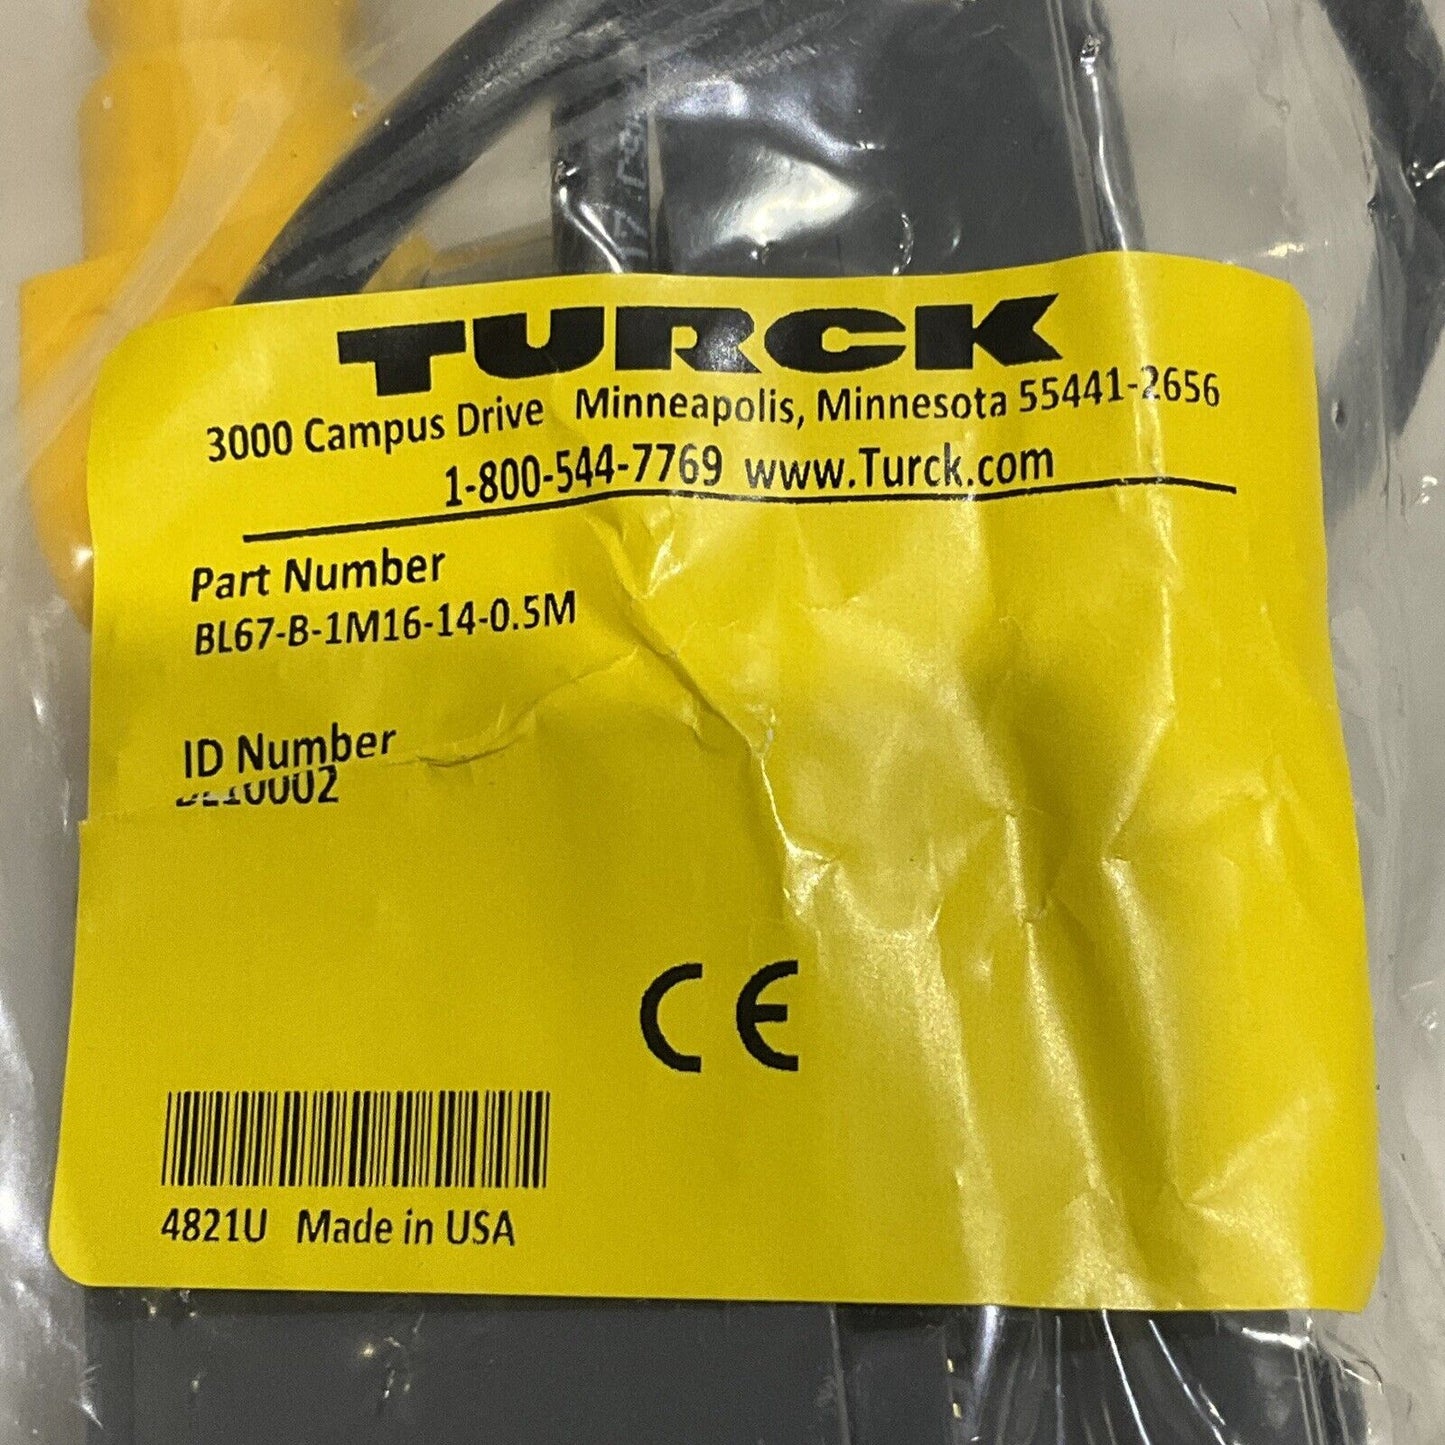 TURCK
3000 Campus Drive Minneapolis, Minnesota 55441-2656
1-800-544-7769 www.Turck.com
Part Number
BL67-B-1M16-14-0.5M
ID Number
CE
4821U Made in USA